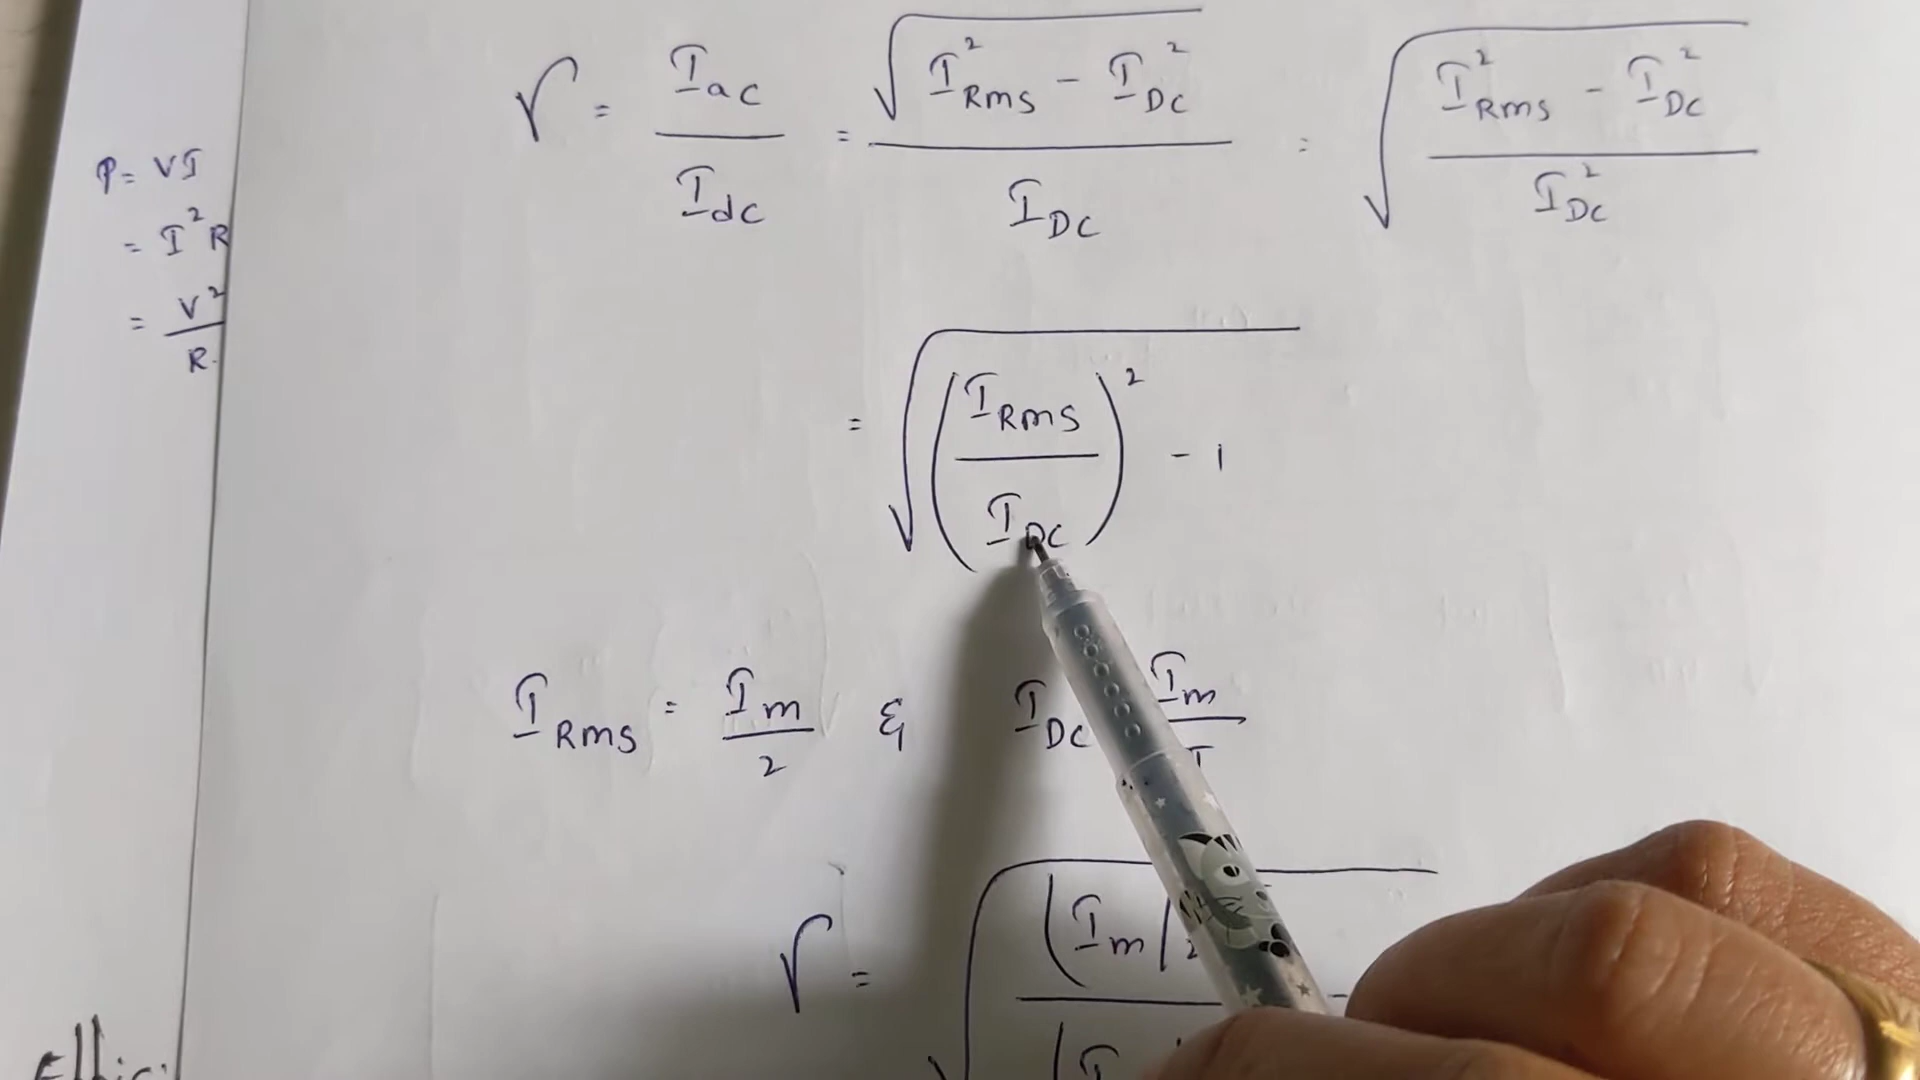 r = Iac / Idc = √(I²Rms - I²DC) / IDC = √((I²Rms - I²DC) / I²DC)
P = VI
= I²R
= V² / R.
= √((IRms / IDC)² - 1)
IRms = Im / 2 & IDC Im
r = √ (Im / 2